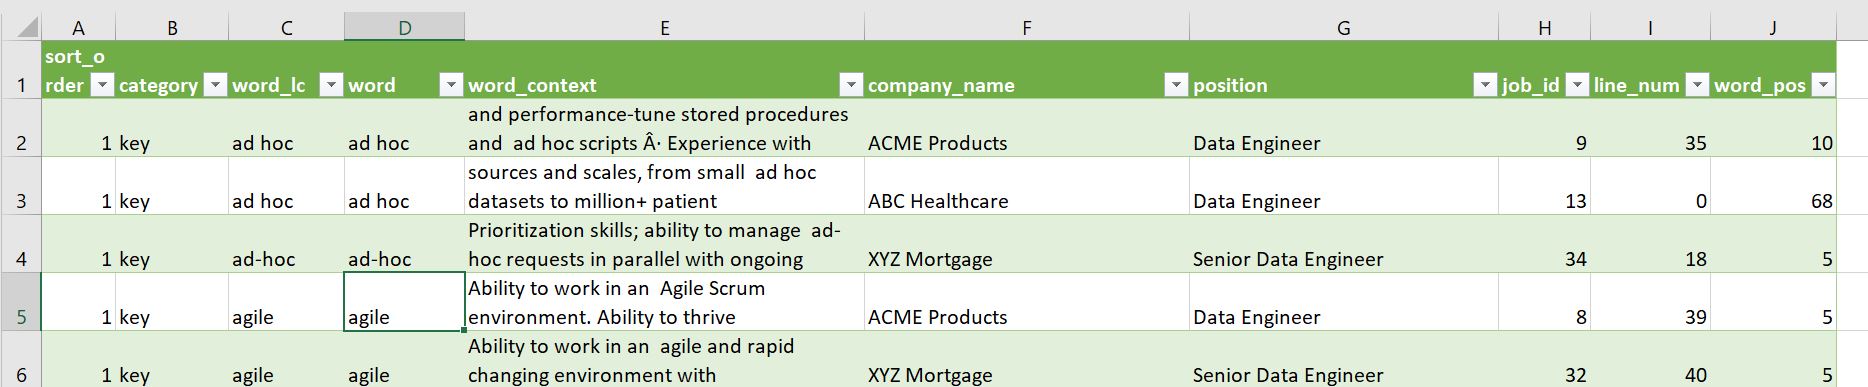 A B C D E F G H I J
1 sort_o
rder category word_lc word word_context company_name position job_id line_num word_pos
and performance-tune stored procedures
2 1 key ad hoc ad hoc and  ad hoc scripts Â· Experience with ACME Products Data Engineer 9 35 10
sources and scales, from small  ad hoc
3 1 key ad hoc ad hoc datasets to million+ patient ABC Healthcare Data Engineer 13 0 68
Prioritization skills; ability to manage  ad-
4 1 key ad-hoc ad-hoc hoc requests in parallel with ongoing XYZ Mortgage Senior Data Engineer 34 18 5
Ability to work in an  Agile Scrum
5 1 key agile agile environment. Ability to thrive ACME Products Data Engineer 8 39 5
Ability to work in an  agile and rapid
6 1 key agile agile changing environment with XYZ Mortgage Senior Data Engineer 32 40 5